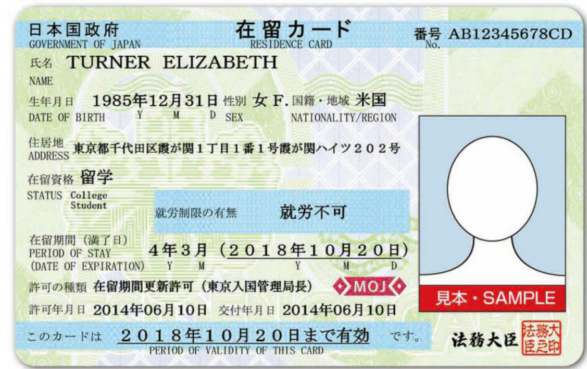 日本国政府 在留カード 番号 AB12345678CD
GOVERNMENT OF JAPAN RESIDENCE CARD No.
氏名 TURNER ELIZABETH
NAME
生年月日 1985年12月31日 性別 女 F. 国籍・地域 米国
DATE OF BIRTH Y M D SEX NATIONALITY/REGION
住居地 東京都千代田区霞が関1丁目1番1号霞が関ハイツ202号
ADDRESS
在留資格 留学
STATUS College
Student
就労制限の有無 就労不可
在留期間（満了日） 4年3月（2018年10月20日）
PERIOD OF STAY
(DATE OF EXPIRATION) Y M Y M D
許可の種類 在留期間更新許可（東京入国管理局長） MOJ
見本・SAMPLE
許可年月日 2014年06月10日 交付年月日 2014年06月10日
このカードは 2018年10月20日まで有効 です。
PERIOD OF VALIDITY OF THIS CARD
法務大臣
法務大
臣之印